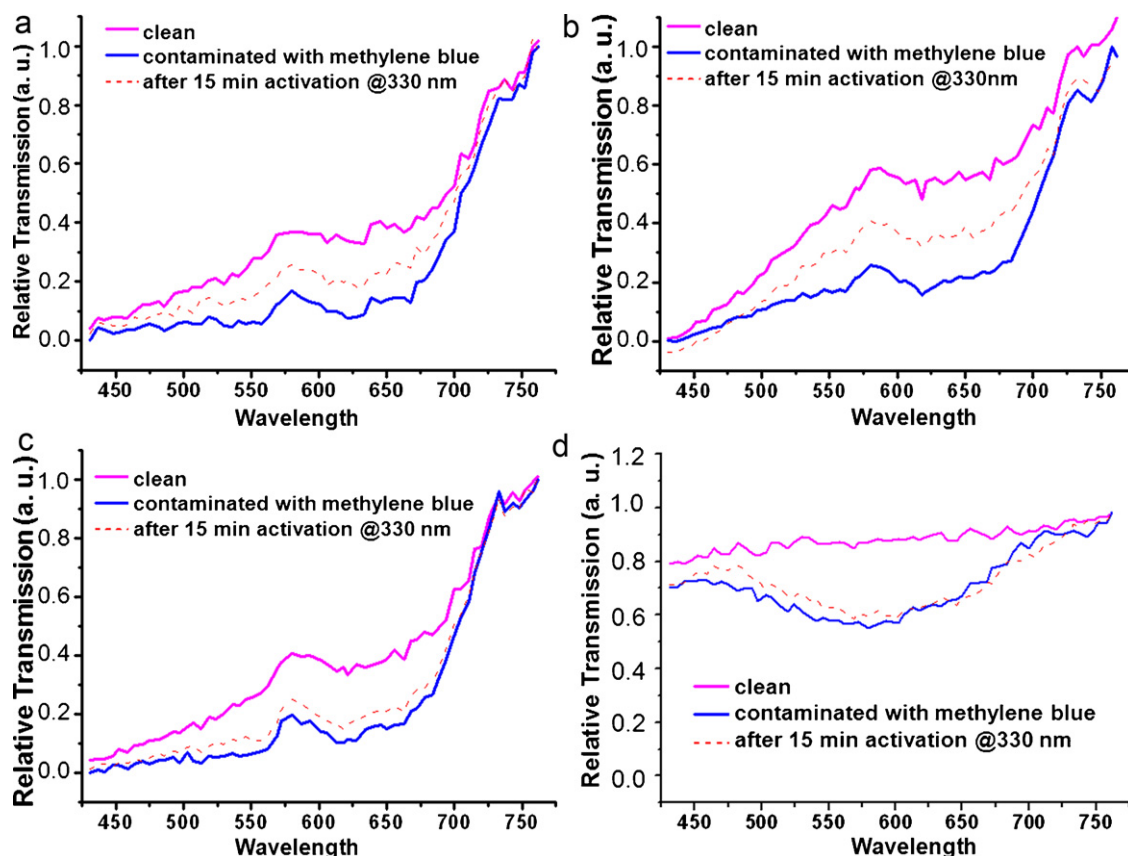 a
clean
contaminated with methylene blue
after 15 min activation @330 nm
Relative Transmission (a. u.)
1.0
0.8
0.6
0.4
0.2
0.0
450 500 550 600 650 700 750
Wavelength
b
clean
contaminated with methylene blue
after 15 min activation @330nm
Relative Transmission (a. u.)
1.0
0.8
0.6
0.4
0.2
0.0
450 500 550 600 650 700 750
Wavelength
c
clean
contaminated with methylene blue
after 15 min activation @330 nm
Relative Transmission (a. u.)
1.0
0.8
0.6
0.4
0.2
0.0
450 500 550 600 650 700 750
Wavelength
d
Relative Transmission (a. u.)
1.2
1.0
0.8
0.6
0.4
0.2
0.0
clean
contaminated with methylene blue
after 15 min activation @330 nm
450 500 550 600 650 700 750
Wavelength